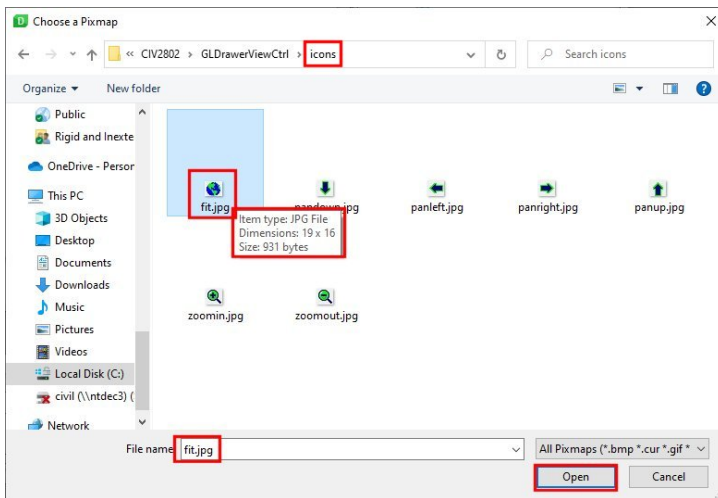 Choose a Pixmap
« CIV2802 › GLDrawerViewCtrl › icons
Search icons
Organize
New folder
Public
Rigid and Inexte
OneDrive - Person
This PC
3D Objects
Desktop
Documents
Downloads
Music
Pictures
Videos
Local Disk (C:)
civil (\\ntdec3) (
Network
fit.jpg
pandown.jpg
panleft.jpg
panright.jpg
panup.jpg
Item type: JPG File
Dimensions: 19 x 16
Size: 931 bytes
zoomin.jpg
zoomout.jpg
File name
fit.jpg
All Pixmaps (*.bmp *.cur *.gif *
Open
Cancel